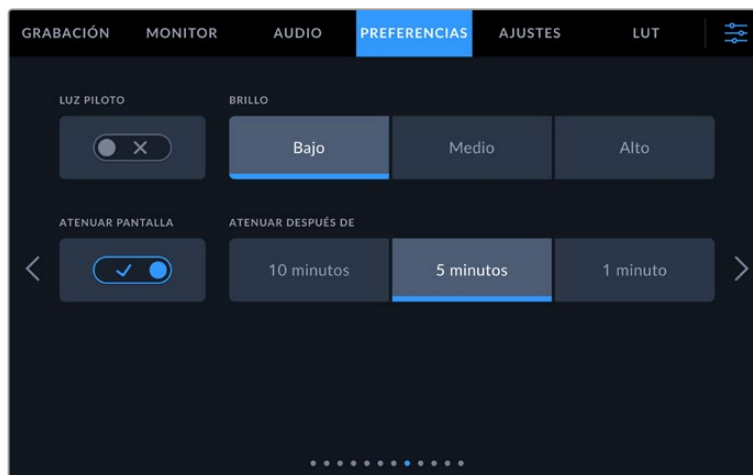 GRABACIÓN MONITOR AUDIO PREFERENCIAS AJUSTES LUT
LUZ PILOTO BRILLO
Bajo Medio Alto
ATENUAR PANTALLA ATENUAR DESPUÉS DE
10 minutos 5 minutos 1 minuto